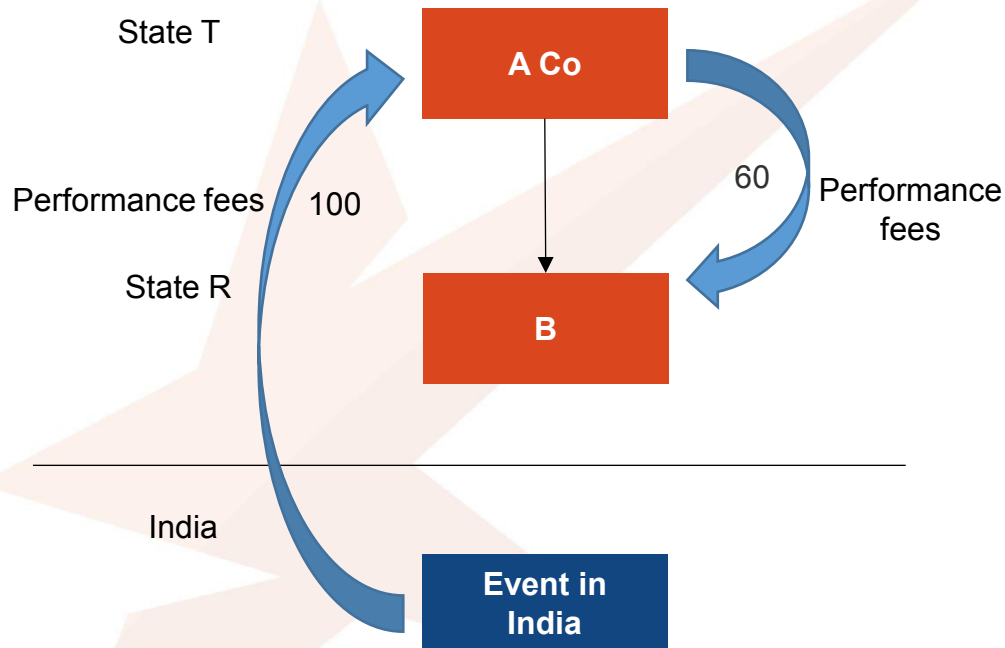 State T
A Co
Performance fees
100
60
Performance
fees
State R
B
India
Event in
India